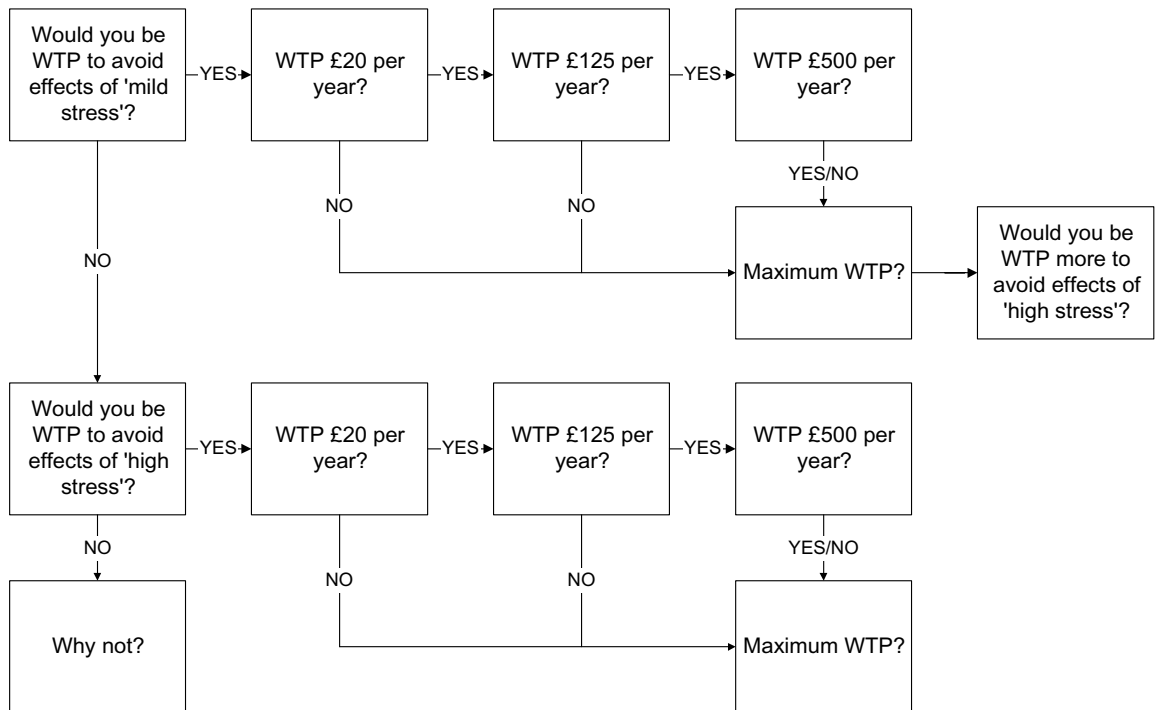 Would you be
WTP to avoid
effects of 'mild
stress'?
YES
WTP £20 per
year?
YES
WTP £125 per
year?
YES
WTP £500 per
year?
NO
NO
NO
YES/NO
Maximum WTP?
Would you be
WTP more to
avoid effects of
'high stress'?
Would you be
WTP to avoid
effects of 'high
stress'?
YES
WTP £20 per
year?
YES
WTP £125 per
year?
YES
WTP £500 per
year?
NO
NO
NO
YES/NO
Why not?
Maximum WTP?